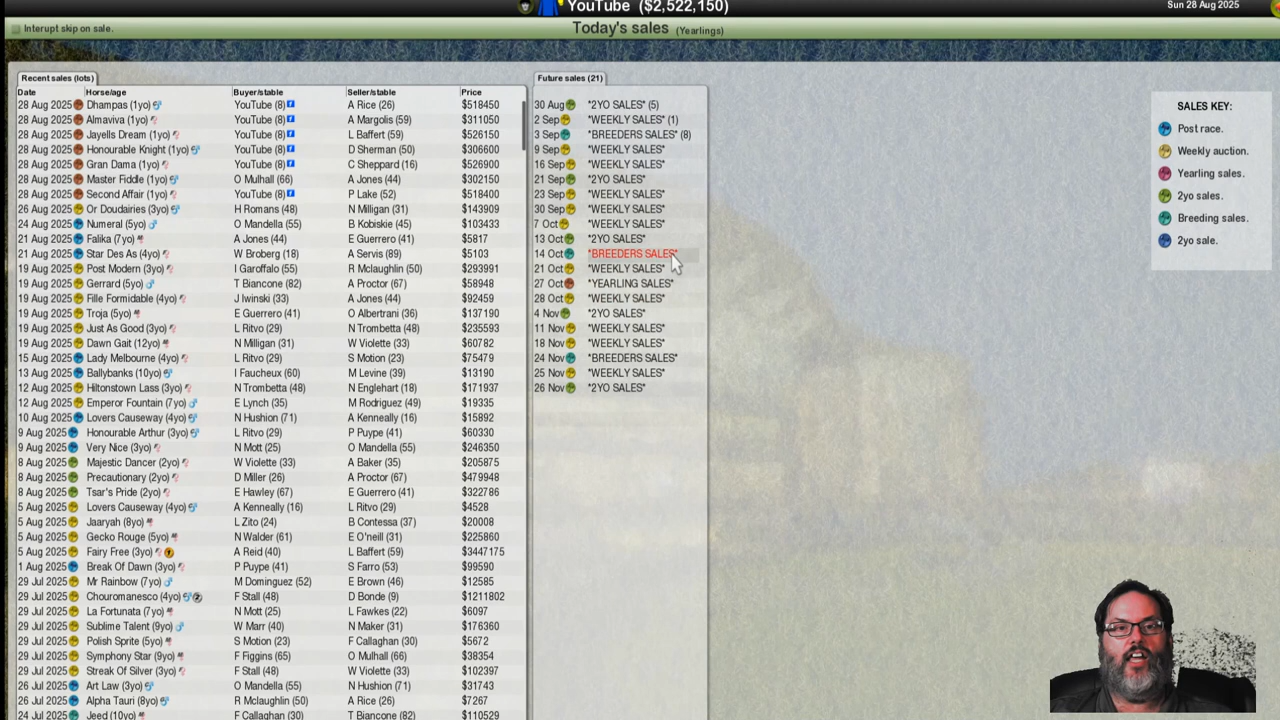 YouTube ($2,522,150)
Sun 28 Aug 2025
Interupt skip on sale.
Today's sales (Yearlings)
Recent sales (lots)
Date Horse/age Buyer/stable Seller/stable Price
28 Aug 2025 Dhampas (1yo) YouTube (8) A Rice (26) $518450
28 Aug 2025 Almaviva (1yo) YouTube (8) A Margolis (59) $311050
28 Aug 2025 Jayells Dream (1yo) YouTube (8) L Baffert (59) $526150
28 Aug 2025 Honourable Knight (1yo) YouTube (8) D Sherman (50) $306600
28 Aug 2025 Gran Dama (1yo) YouTube (8) C Sheppard (16) $526900
28 Aug 2025 Master Fiddle (1yo) O Mulhall (66) A Jones (44) $302150
28 Aug 2025 Second Affair (1yo) YouTube (8) P Lake (52) $518400
26 Aug 2025 Or Doudairies (3yo) H Romans (48) N Milligan (31) $143909
24 Aug 2025 Numeral (5yo) O Mandella (55) B Kobiskie (45) $103433
21 Aug 2025 Falika (7yo) A Jones (44) E Guerrero (41) $5817
21 Aug 2025 Star Des As (4yo) W Broberg (18) A Servis (89) $5103
19 Aug 2025 Post Modern (3yo) I Garoffalo (55) R Mclaughlin (50) $293991
19 Aug 2025 Gerrard (5yo) T Biancone (82) A Proctor (67) $58948
19 Aug 2025 Fille Formidable (4yo) J Iwinski (33) A Jones (44) $92459
19 Aug 2025 Troja (5yo) E Guerrero (41) O Albertrani (36) $137190
19 Aug 2025 Just As Good (3yo) L Ritvo (29) N Trombetta (48) $235593
19 Aug 2025 Dawn Gait (12yo) N Milligan (31) W Violette (33) $60782
15 Aug 2025 Lady Melbourne (4yo) L Ritvo (29) S Motion (23) $75479
13 Aug 2025 Ballybanks (10yo) I Faucheux (60) M Levine (39) $13190
12 Aug 2025 Hiltonstown Lass (3yo) N Trombetta (48) N Englehart (18) $171937
12 Aug 2025 Emperor Fountain (7yo) E Lynch (35) M Rodriguez (49) $19335
10 Aug 2025 Lovers Causeway (4yo) N Hushion (71) A Kenneally (16) $15892
9 Aug 2025 Honourable Arthur (3yo) L Ritvo (29) P Puype (41) $60330
9 Aug 2025 Very Nice (3yo) N Mott (25) O Mandella (55) $246350
8 Aug 2025 Majestic Dancer (2yo) W Violette (33) A Baker (35) $205875
8 Aug 2025 Precautionary (2yo) D Miller (26) A Proctor (67) $479948
8 Aug 2025 Tsar's Pride (2yo) E Hawley (67) E Guerrero (41) $322786
5 Aug 2025 Lovers Causeway (4yo) A Kenneally (16) L Ritvo (29) $4528
5 Aug 2025 Jaaryah (8yo) L Zito (24) B Contessa (37) $20008
5 Aug 2025 Gecko Rouge (5yo) N Walder (61) E O'neill (31) $225860
5 Aug 2025 Fairy Free (3yo) A Reid (40) L Baffert (59) $3447175
1 Aug 2025 Break Of Dawn (3yo) P Puype (41) S Farro (53) $99590
29 Jul 2025 Mr Rainbow (7yo) M Dominguez (52) E Brown (46) $12585
29 Jul 2025 Chouromanesco (4yo) F Stall (48) D Bonde (9) $1211802
29 Jul 2025 La Fortunata (7yo) N Mott (25) L Fawkes (22) $6097
29 Jul 2025 Sublime Talent (9yo) W Marr (40) N Maker (31) $176360
29 Jul 2025 Polish Sprite (5yo) S Motion (23) F Callaghan (30) $5672
29 Jul 2025 Symphony Star (9yo) F Figgins (65) O Mulhall (66) $38354
29 Jul 2025 Streak Of Silver (3yo) F Stall (48) W Violette (33) $102397
26 Jul 2025 Art Law (3yo) O Mandella (55) N Hushion (71) $31743
26 Jul 2025 Alpha Tauri (8yo) R Mclaughlin (50) A Rice (26) $7267
24 Jul 2025 Jeed (10yo) F Callaghan (30) T Biancone (82) $110529
Future sales (21)
30 Aug *2YO SALES* (5)
2 Sep *WEEKLY SALES* (1)
3 Sep *BREEDERS SALES* (8)
9 Sep *WEEKLY SALES*
16 Sep *WEEKLY SALES*
21 Sep *2YO SALES*
23 Sep *WEEKLY SALES*
30 Sep *WEEKLY SALES*
7 Oct *WEEKLY SALES*
13 Oct *2YO SALES*
14 Oct *BREEDERS SALES*
21 Oct *WEEKLY SALES*
27 Oct *YEARLING SALES*
28 Oct *WEEKLY SALES*
4 Nov *2YO SALES*
11 Nov *WEEKLY SALES*
18 Nov *WEEKLY SALES*
24 Nov *BREEDERS SALES*
25 Nov *WEEKLY SALES*
26 Nov *2YO SALES*
SALES KEY:
Post race.
Weekly auction.
Yearling sales.
2yo sales.
Breeding sales.
2yo sale.